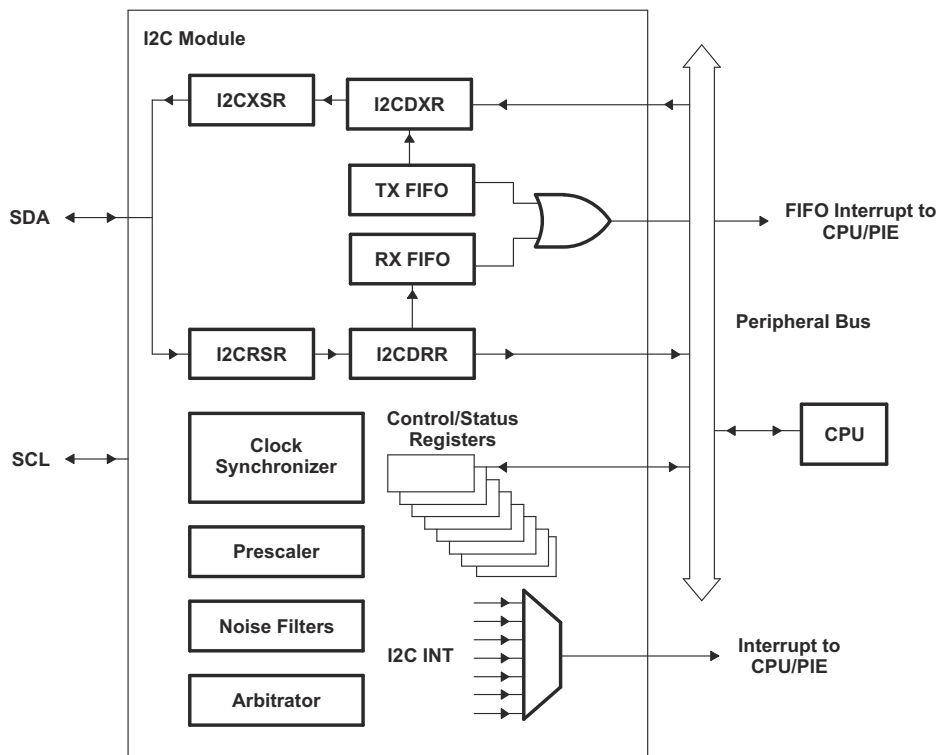 I2C Module
I2CXSR
I2CDXR
TX FIFO
SDA
FIFO Interrupt to
CPU/PIE
RX FIFO
Peripheral Bus
I2CRSR
I2CDRR
Control/Status
Registers
CPU
SCL
Clock
Synchronizer
Prescaler
Noise Filters
I2C INT
Interrupt to
CPU/PIE
Arbitrator